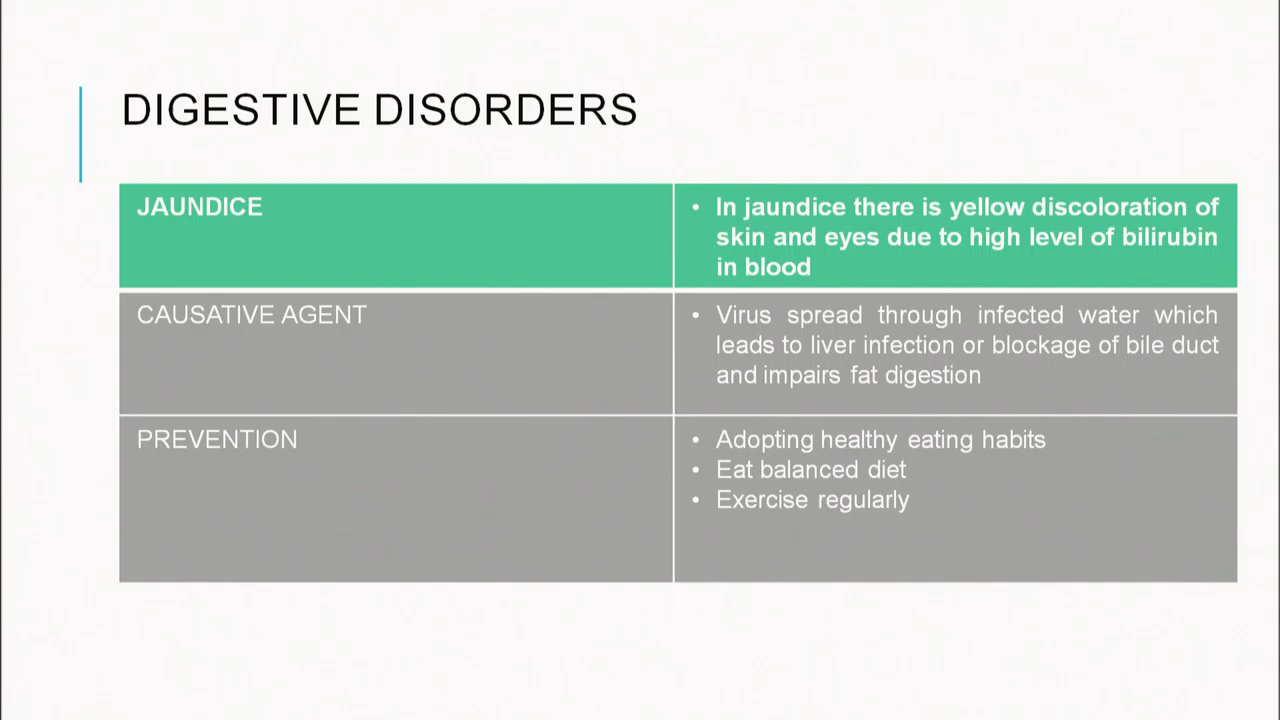 DIGESTIVE DISORDERS
JAUNDICE
• In jaundice there is yellow discoloration of
skin and eyes due to high level of bilirubin
in blood
CAUSATIVE AGENT
• Virus spread through infected water which
leads to liver infection or blockage of bile duct
and impairs fat digestion
PREVENTION
• Adopting healthy eating habits
• Eat balanced diet
• Exercise regularly